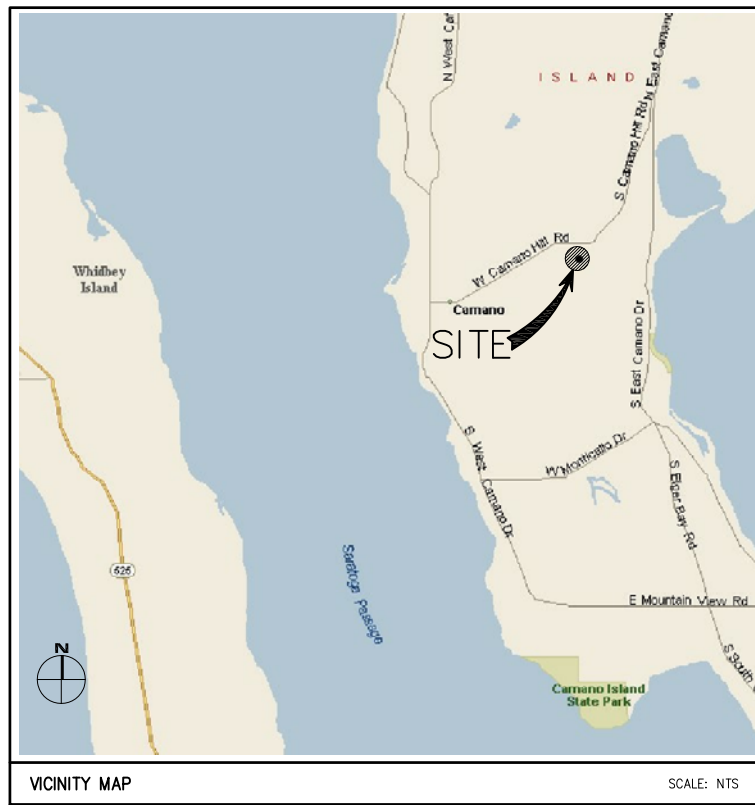 N West Ca
ISLAND
N East Camano
S Camano Hill Rd
W Camano Hill Rd
Whidbey
Island
Camano
SITE
S East Camano Dr
S West Camano Dr
W Monticello Dr
S Elger Bay Rd
525
Saratoga Passage
E Mountain View Rd
N
S South
Camano Island
State Park
VICINITY MAP
SCALE: NTS